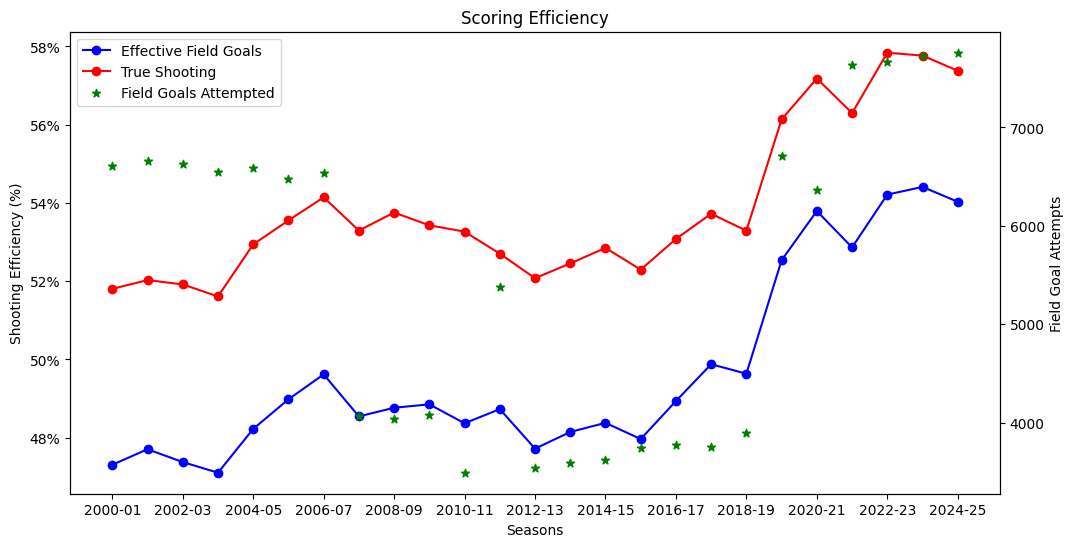 Scoring Efficiency
Effective Field Goals
True Shooting
Field Goals Attempted
Shooting Efficiency (%)
58%
56%
54%
52%
50%
48%
7000
6000
5000
4000
Field Goal Attempts
2000-01 2002-03 2004-05 2006-07 2008-09 2010-11 2012-13 2014-15 2016-17 2018-19 2020-21 2022-23 2024-25
Seasons